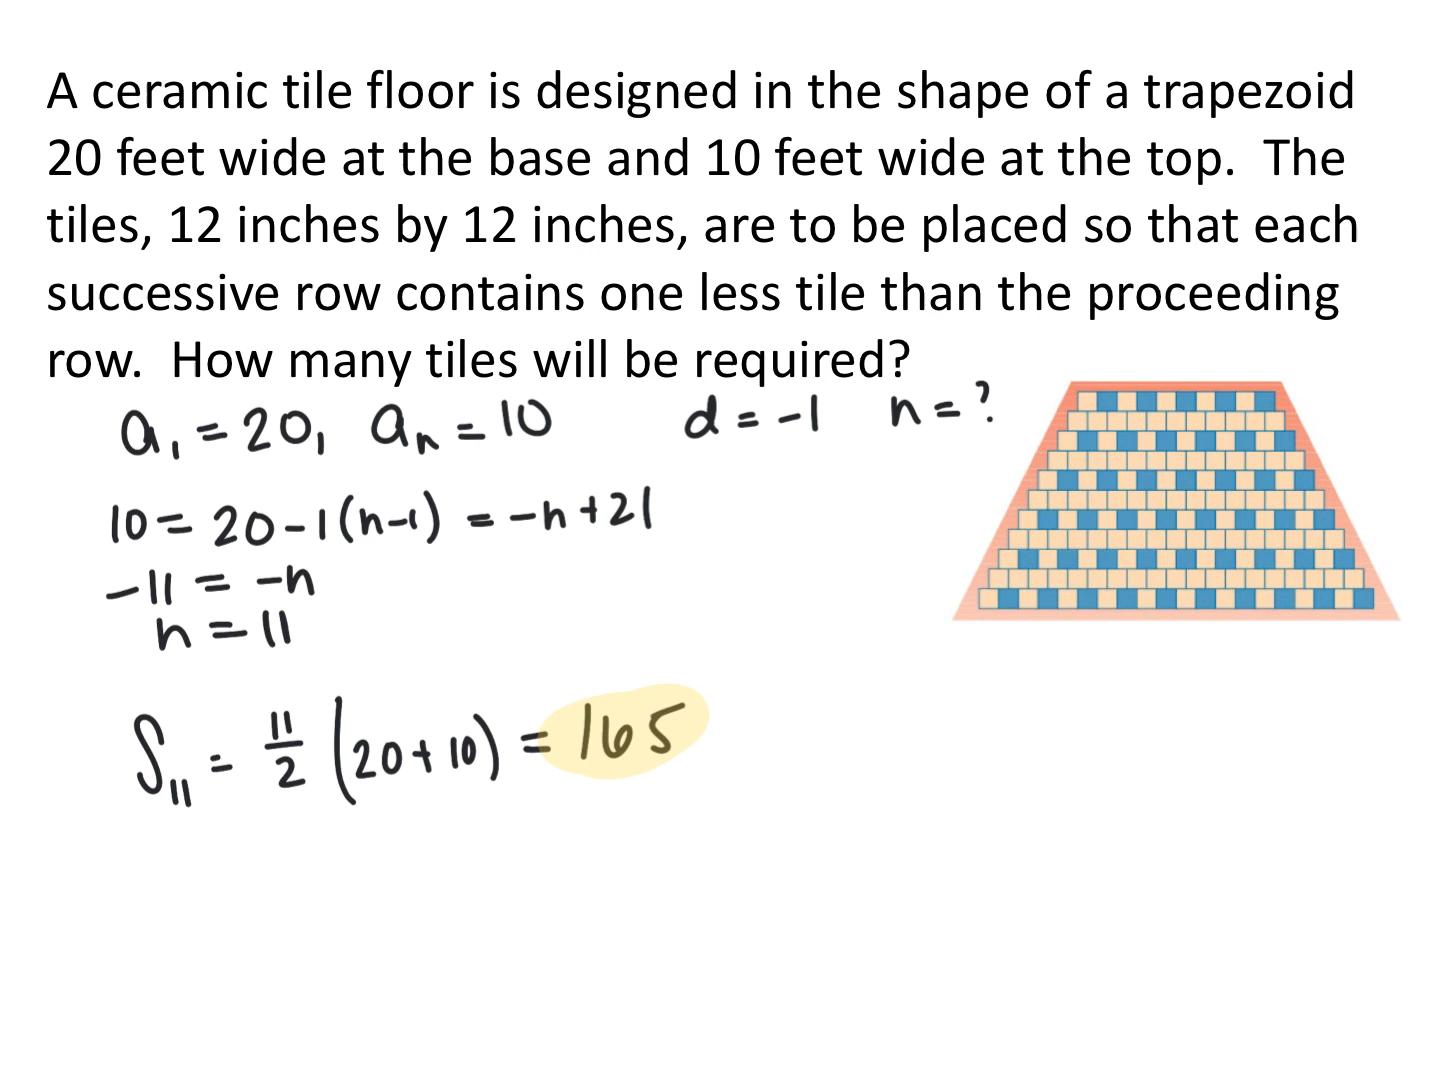 A ceramic tile floor is designed in the shape of a trapezoid
20 feet wide at the base and 10 feet wide at the top.  The
tiles, 12 inches by 12 inches, are to be placed so that each
successive row contains one less tile than the proceeding
row.  How many tiles will be required?
a₁ = 20, aₙ = 10 d = -1 n = ?
10 = 20 - 1(n-1) = -n + 21
-11 = -n
n = 11
S₁₁ = 11/2 (20 + 10) = 165